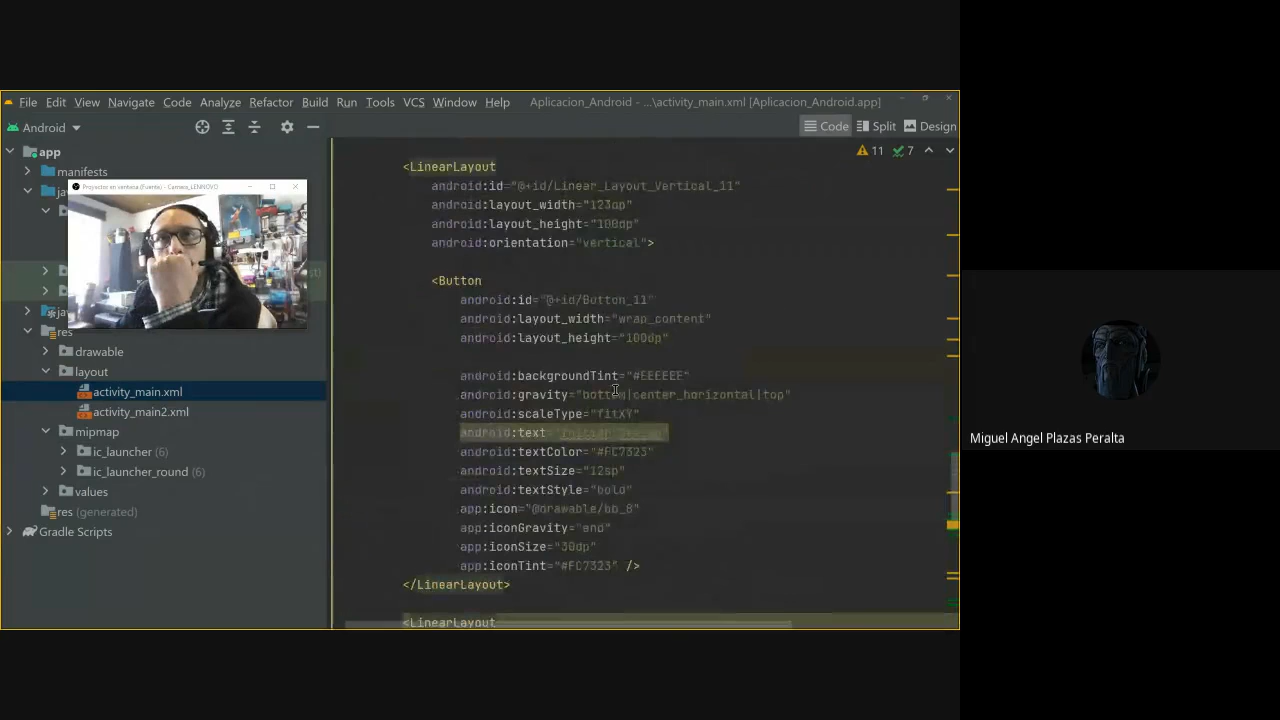 File Edit View Navigate Code Analyze Refactor Build Run Tools VCS Window Help Aplicacion_Android - ...\activity_main.xml [Aplicacion_Android.app]
Android
Code Split Design
app
11 7
manifests
<LinearLayout
Proyector en ventana (Fuente) - Camara_LENNOVO
android:id="@+id/Linear_Layout_Vertical_11"
android:layout_width="123dp"
android:layout_height="100dp"
android:orientation="vertical">
<Button
android:id="@+id/Button_11"
android:layout_width="wrap_content"
res
android:layout_height="100dp"
drawable
layout
android:backgroundTint="#EEEEEE"
activity_main.xml
android:gravity="bottom|center_horizontal|top"
activity_main2.xml
android:scaleType="fitXY"
mipmap
android:text
ic_launcher (6)
android:textColor="#FC7323"
ic_launcher_round (6)
android:textSize="12sp"
values
android:textStyle="bold"
res (generated)
app:icon="@drawable/bb_8"
Gradle Scripts
app:iconGravity="end"
app:iconSize="30dp"
app:iconTint="#FC7323" />
</LinearLayout>
<LinearLayout
Miguel Angel Plazas Peralta